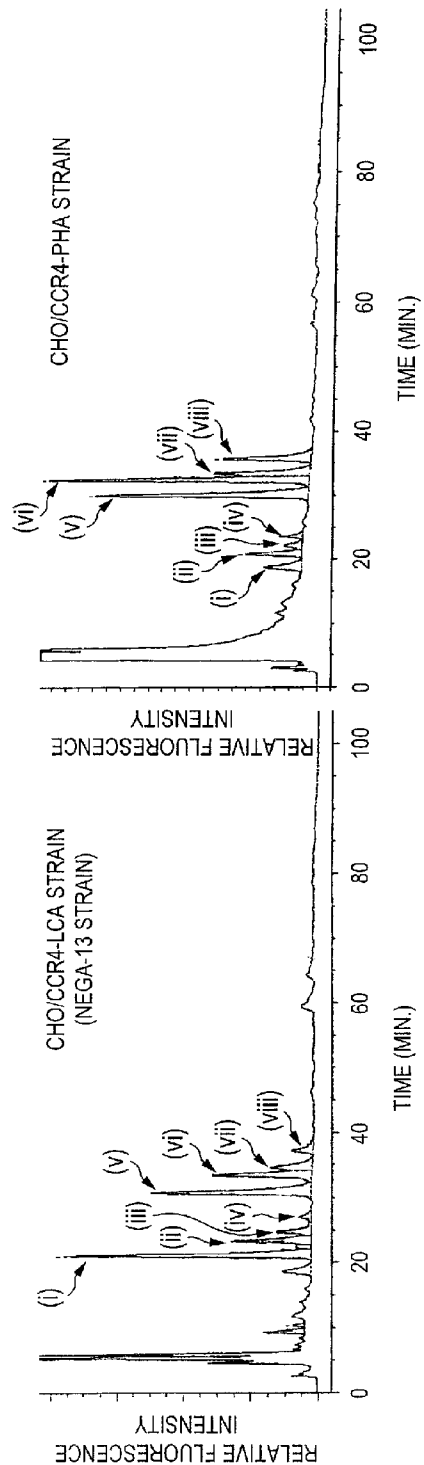 CHO/CCR4-LCA STRAIN
(NEGA-13 STRAIN)
RELATIVE FLUORESCENCE
INTENSITY
(i)
(ii)
(iii)
(iv)
(v)
(vi)
(vii)
(viii)
0
20
40
60
80
100
TIME (MIN.)
CHO/CCR4-PHA STRAIN
RELATIVE FLUORESCENCE
INTENSITY
(i)
(ii)
(iii)
(iv)
(v)
(vi)
(vii)
(viii)
0
20
40
60
80
100
TIME (MIN.)